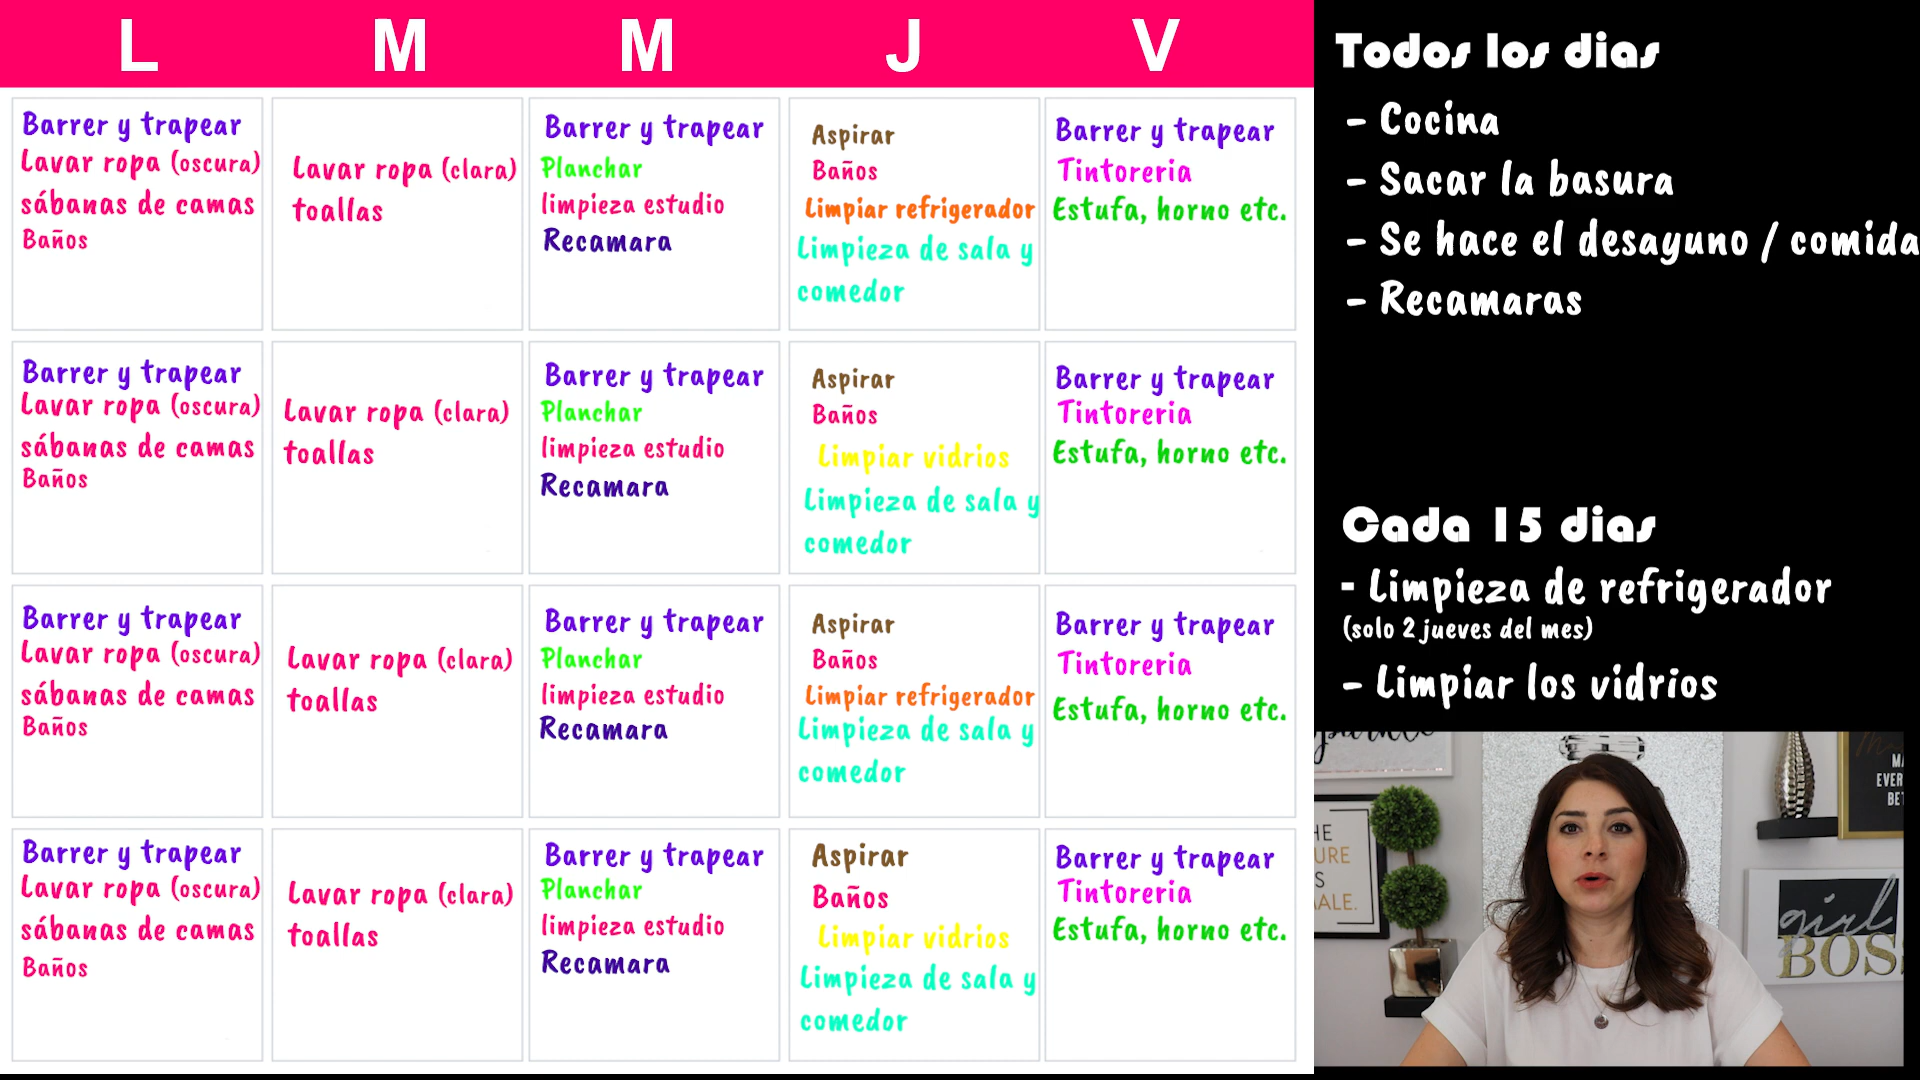 L M M J V
Barrer y trapear
Lavar ropa (oscura)
sábanas de camas
Baños
Lavar ropa (clara)
toallas
Barrer y trapear
Planchar
limpieza estudio
Recamara
Aspirar
Baños
Limpiar refrigerador
Limpieza de sala y
comedor
Barrer y trapear
Tintoreria
Estufa, horno etc.
Barrer y trapear
Lavar ropa (oscura)
sábanas de camas
Baños
Lavar ropa (clara)
toallas
Barrer y trapear
Planchar
limpieza estudio
Recamara
Aspirar
Baños
Limpiar vidrios
Limpieza de sala y
comedor
Barrer y trapear
Tintoreria
Estufa, horno etc.
Barrer y trapear
Lavar ropa (oscura)
sábanas de camas
Baños
Lavar ropa (clara)
toallas
Barrer y trapear
Planchar
limpieza estudio
Recamara
Aspirar
Baños
Limpiar refrigerador
Limpieza de sala y
comedor
Barrer y trapear
Tintoreria
Estufa, horno etc.
Barrer y trapear
Lavar ropa (oscura)
sábanas de camas
Baños
Lavar ropa (clara)
toallas
Barrer y trapear
Planchar
limpieza estudio
Recamara
Aspirar
Baños
Limpiar vidrios
Limpieza de sala y
comedor
Barrer y trapear
Tintoreria
Estufa, horno etc.
Todos los dias
- Cocina
- Sacar la basura
- Se hace el desayuno / comida
- Recamaras
Cada 15 dias
- Limpieza de refrigerador
(solo 2 jueves del mes)
- Limpiar los vidrios
HE
URE
S
ALE.
MA
EVER
BET
girl
BOS